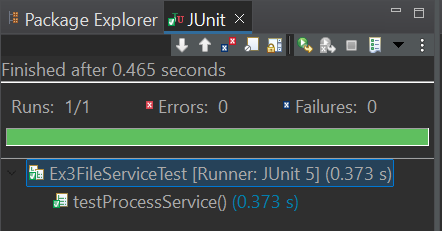 Package Explorer JUnit
Finished after 0.465 seconds
Runs: 1/1 Errors: 0 Failures: 0
Ex3FileServiceTest [Runner: JUnit 5] (0.373 s)
testProcessService() (0.373 s)